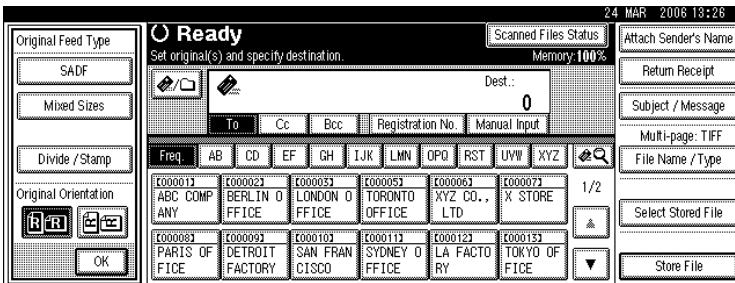 24 MAR 2006 13:26
Original Feed Type
SADF
Mixed Sizes
Divide / Stamp
Original Orientation
R R R R
OK
Ready
Scanned Files Status
Set original(s) and specify destination.
Memory:100%
Dest.:
0
To Cc Bcc Registration No. Manual Input
Freq. AB CD EF GH IJK LMN OPQ RST UVW XYZ
[00001] [00002] [00003] [00005] [00006] [00007]
ABC COMP BERLIN O LONDON O TORONTO XYZ CO., X STORE
ANY FFICE FFICE OFFICE LTD
1/2
[00008] [00009] [00010] [00011] [00012] [00013]
PARIS OF DETROIT SAN FRAN SYDNEY O LA FACTO TOKYO OF
FICE FACTORY CISCO FFICE RY FICE
Attach Sender's Name
Return Receipt
Subject / Message
Multi-page: TIFF
File Name / Type
Select Stored File
Store File